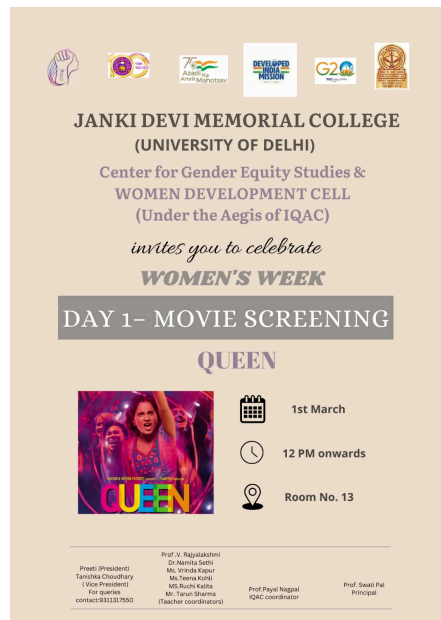 75
Azadi Ka
Amrit Mahotsav
DEVELOPED
INDIA
MISSION
G20
JANKI DEVI MEMORIAL COLLEGE
(UNIVERSITY OF DELHI)
Center for Gender Equity Studies &
WOMEN DEVELOPMENT CELL
(Under the Aegis of IQAC)
invites you to celebrate
WOMEN'S WEEK
DAY 1– MOVIE SCREENING
QUEEN
QUEEN
1st March
12 PM onwards
Room No. 13
Preeti (President)
Tanishka Choudhary
( Vice President)
For queries
contact:9311317550
Prof .V. Rajyalakshmi
Dr.Namita Sethi
Ms. Vrinda Kapur
Ms.Teena Kohli
MS.Ruchi Kalita
Mr. Tarun Sharma
(Teacher coordinators)
Prof.Payal Nagpal
IQAC coordinator
Prof. Swati Pal
Principal